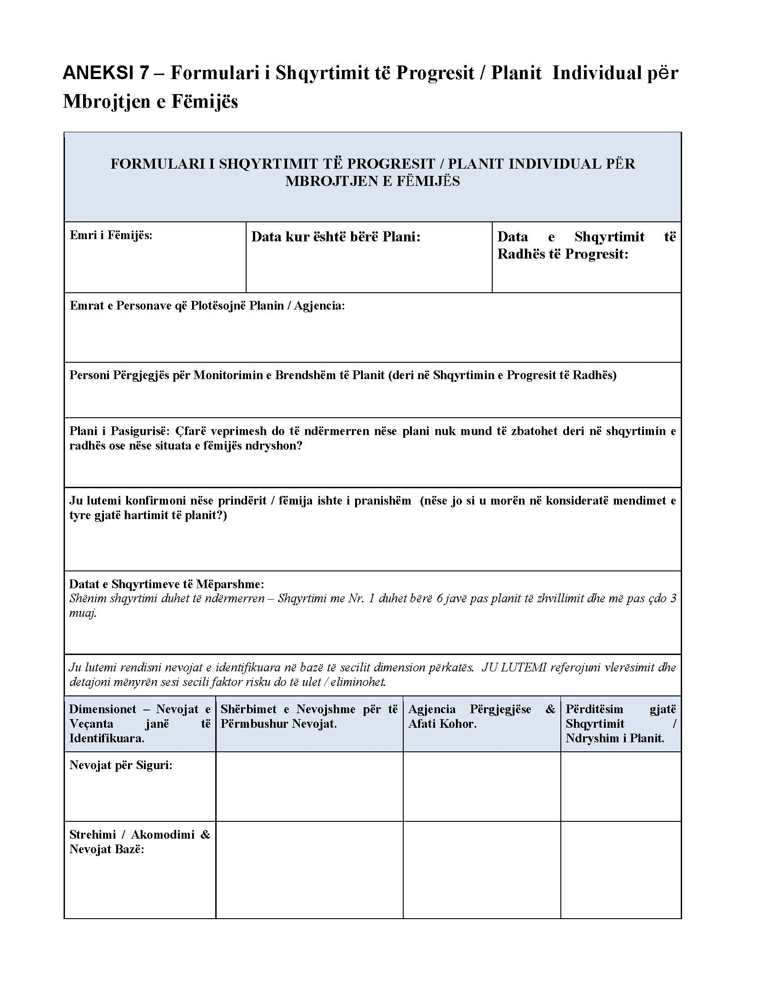 ANEKSI 7 – Formulari i Shqyrtimit të Progresit / Planit Individual për
Mbrojtjen e Fëmijës
FORMULARI I SHQYRTIMIT TË PROGRESIT / PLANIT INDIVIDUAL PËR
MBROJTJEN E FËMIJËS
Emri i Fëmijës:
Data kur është bërë Plani:
Data e Shqyrtimit të
Radhës të Progresit:
Emrat e Personave që Plotësojnë Planin / Agjencia:
Personi Përgjegjës për Monitorimin e Brendshëm të Planit (deri në Shqyrtimin e Progresit të Radhës)
Plani i Pasigurisë: Çfarë veprimesh do të ndërmerren nëse plani nuk mund të zbatohet deri në shqyrtimin e
radhës ose nëse situata e fëmijës ndryshon?
Ju lutemi konfirmoni nëse prindërit / fëmija ishte i pranishëm (nëse jo si u morën në konsideratë mendimet e
tyre gjatë hartimit të planit?)
Datat e Shqyrtimeve të Mëparshme:
Shënim shqyrtimi duhet të ndërmerren – Shqyrtimi me Nr. 1 duhet bërë 6 javë pas planit të zhvillimit dhe më pas çdo 3
muaj.
Ju lutemi rendisni nevojat e identifikuara në bazë të secilit dimension përkatës. JU LUTEMI referojuni vlerësimit dhe
detajoni mënyrën sesi secili faktor risku do të ulet / eliminohet.
Dimensionet – Nevojat e
Veçanta janë të
Identifikuara.
Shërbimet e Nevojshme për të
Përmbushur Nevojat.
Agjencia Përgjegjëse &
Afati Kohor.
Përditësim gjatë
Shqyrtimit /
Ndryshim i Planit.
Nevojat për Siguri:
Strehimi / Akomodimi &
Nevojat Bazë: